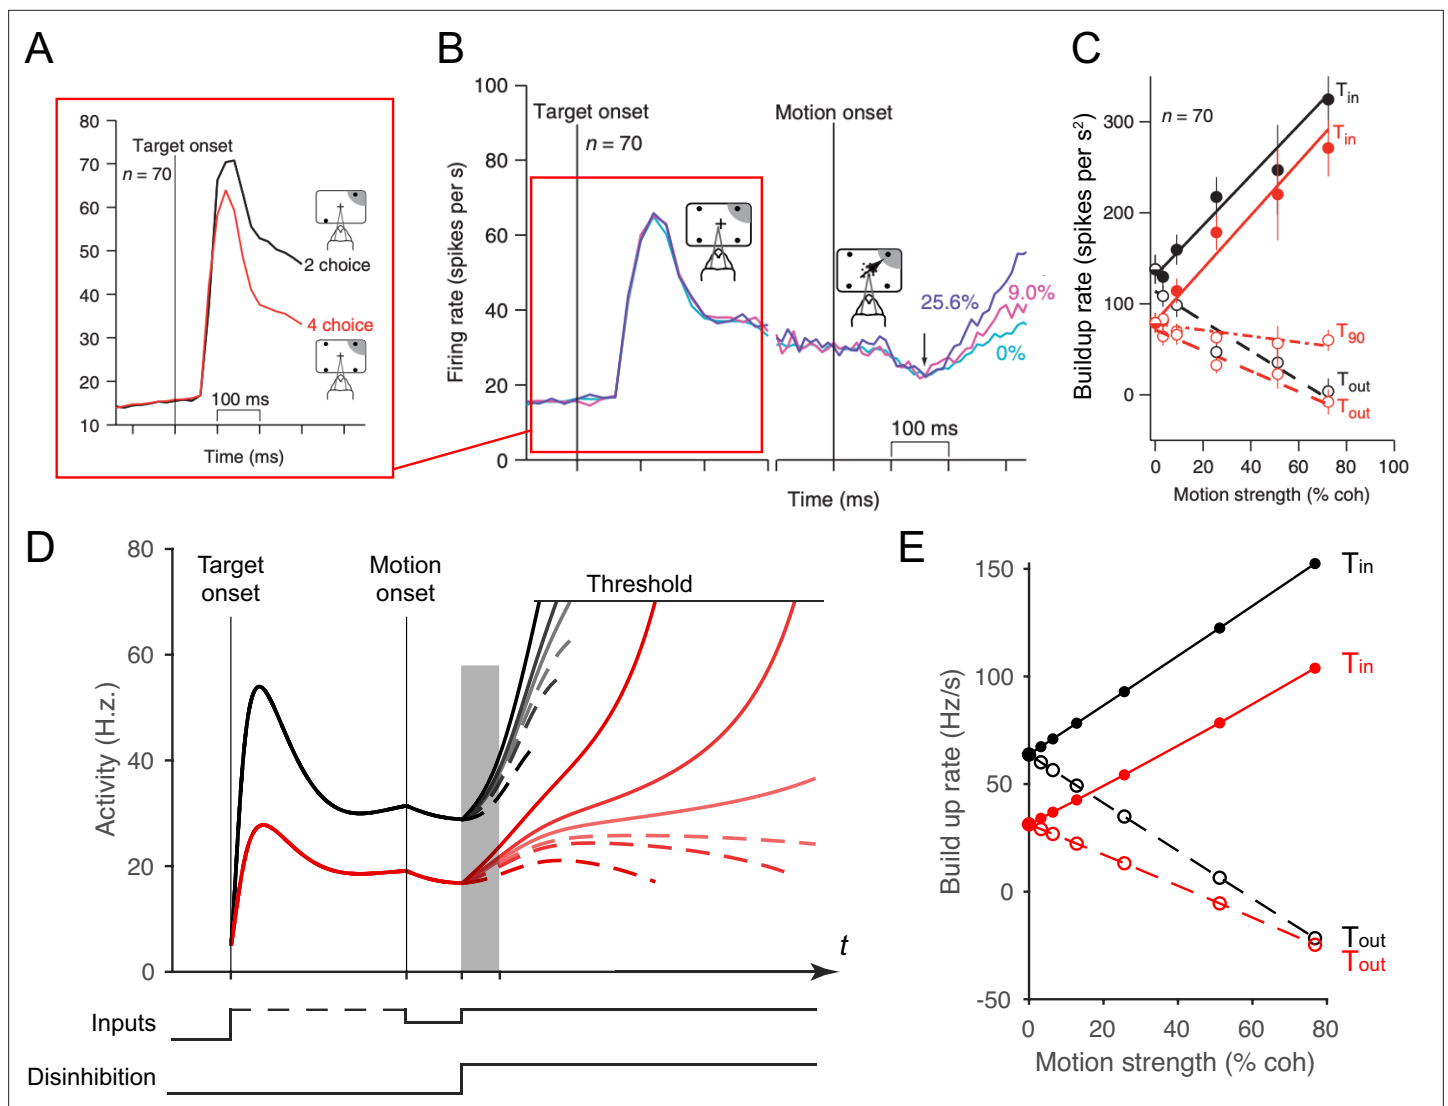 A
80
70
60
50
40
30
20
10
Target onset
n = 70
2 choice
4 choice
100 ms
Time (ms)
B
Firing rate (spikes per s)
100
80
60
40
20
0
Target onset
n = 70
Motion onset
25.6%
9.0%
0%
100 ms
Time (ms)
C
Buildup rate (spikes per s²)
300
200
100
0
n = 70
Tin
Tin
T90
Tout
Tout
0 20 40 60 80 100
Motion strength (% coh)
D
Activity (H.z.)
80
60
40
20
0
Target
onset
Motion
onset
Threshold
t
Inputs
Disinhibition
E
Build up rate (Hz/s)
150
100
50
0
-50
Tin
Tin
Tout
Tout
0 20 40 60 80
Motion strength (% coh)